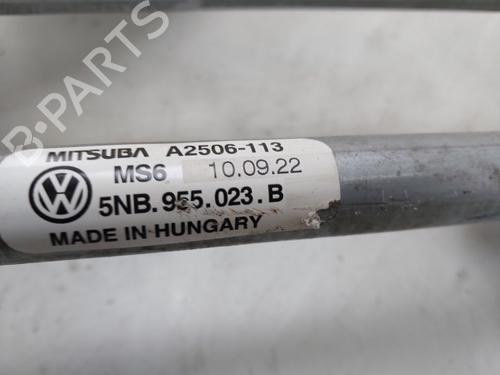 B-PARTS
MITSUBA A2506-113
MS6 10.09.22
5NB.955.023.B
MADE IN HUNGARY